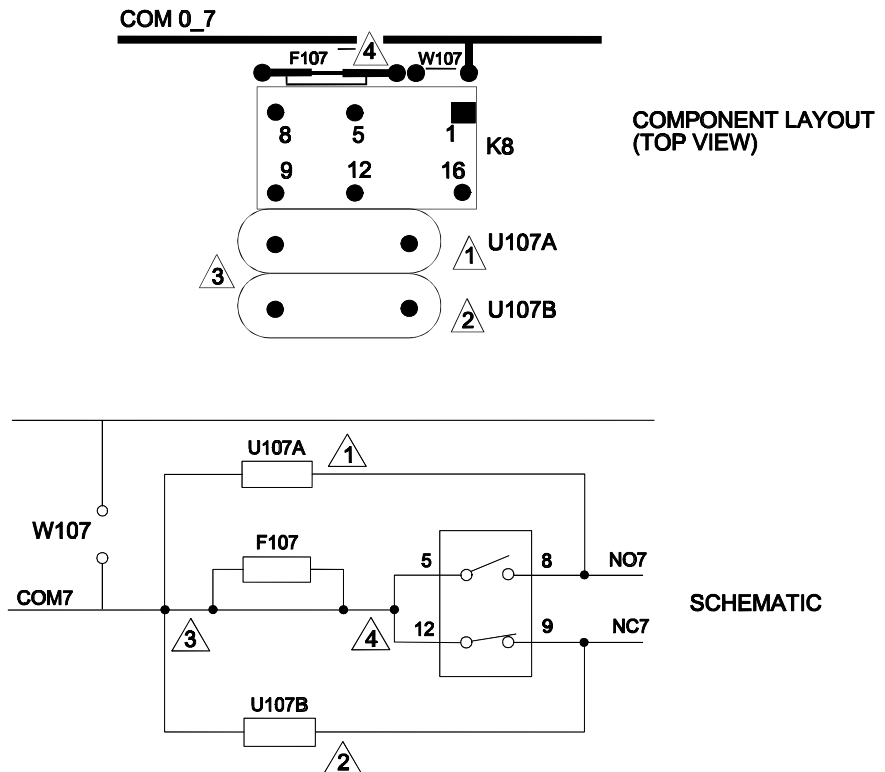 COM 0_7
F107
4
W107
8
5
1
K8
9
12
16
COMPONENT LAYOUT
(TOP VIEW)
3
1
U107A
2
U107B
U107A
1
W107
F107
5
8
NO7
COM7
SCHEMATIC
3
4
12
9
NC7
U107B
2